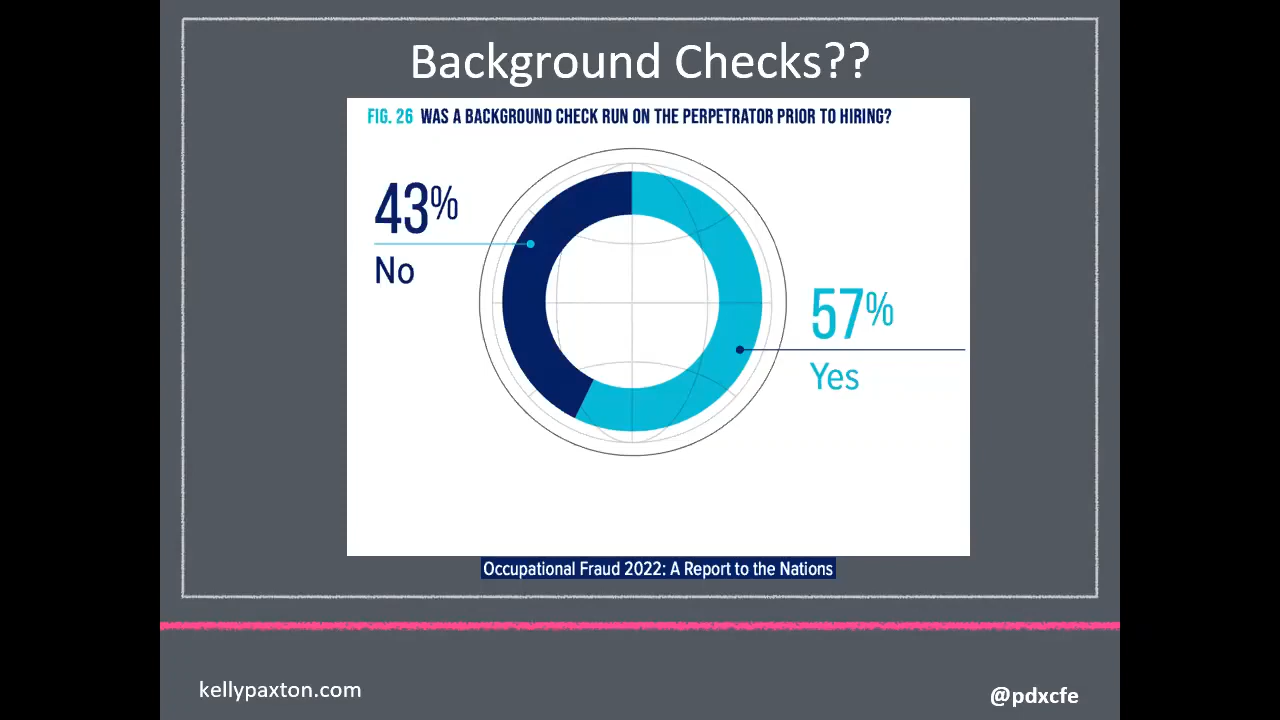 Background Checks??
FIG. 26 WAS A BACKGROUND CHECK RUN ON THE PERPETRATOR PRIOR TO HIRING?
43%
No
57%
Yes
Occupational Fraud 2022: A Report to the Nations
kellypaxton.com
@pdxcfe